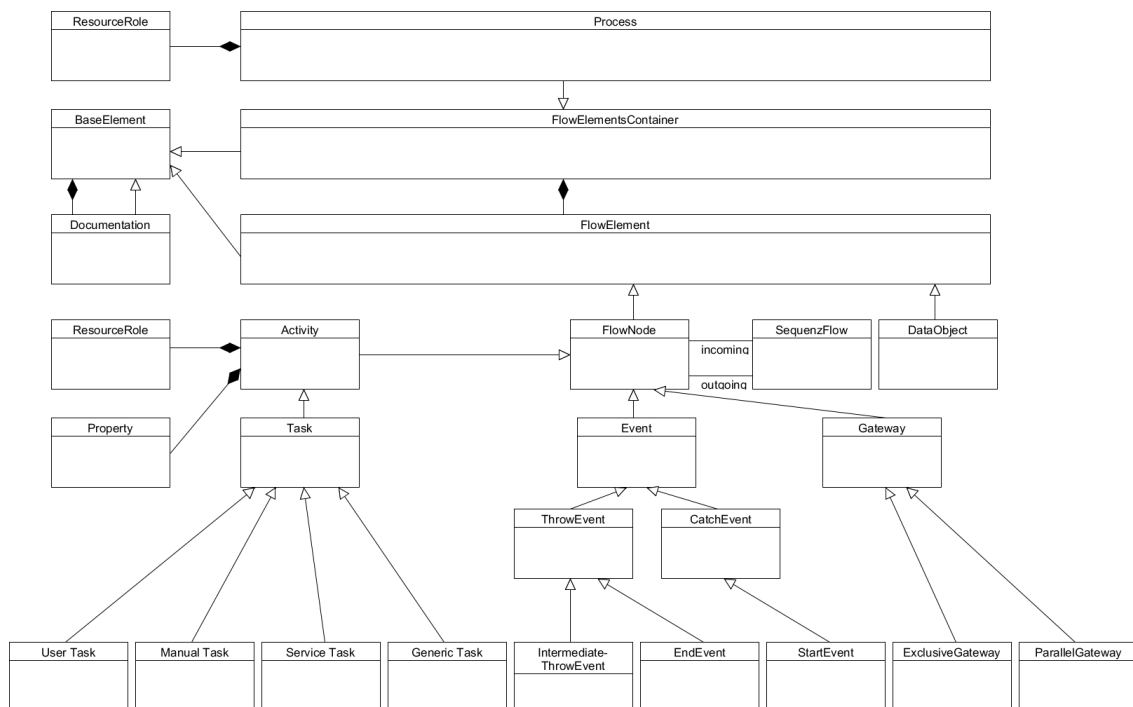 ResourceRole
Process
BaseElement
FlowElementsContainer
Documentation
FlowElement
ResourceRole
Activity
FlowNode
SequenzFlow
DataObject
incoming
outgoing
Property
Task
Event
Gateway
ThrowEvent
CatchEvent
User Task
Manual Task
Service Task
Generic Task
Intermediate-
ThrowEvent
EndEvent
StartEvent
ExclusiveGateway
ParallelGateway